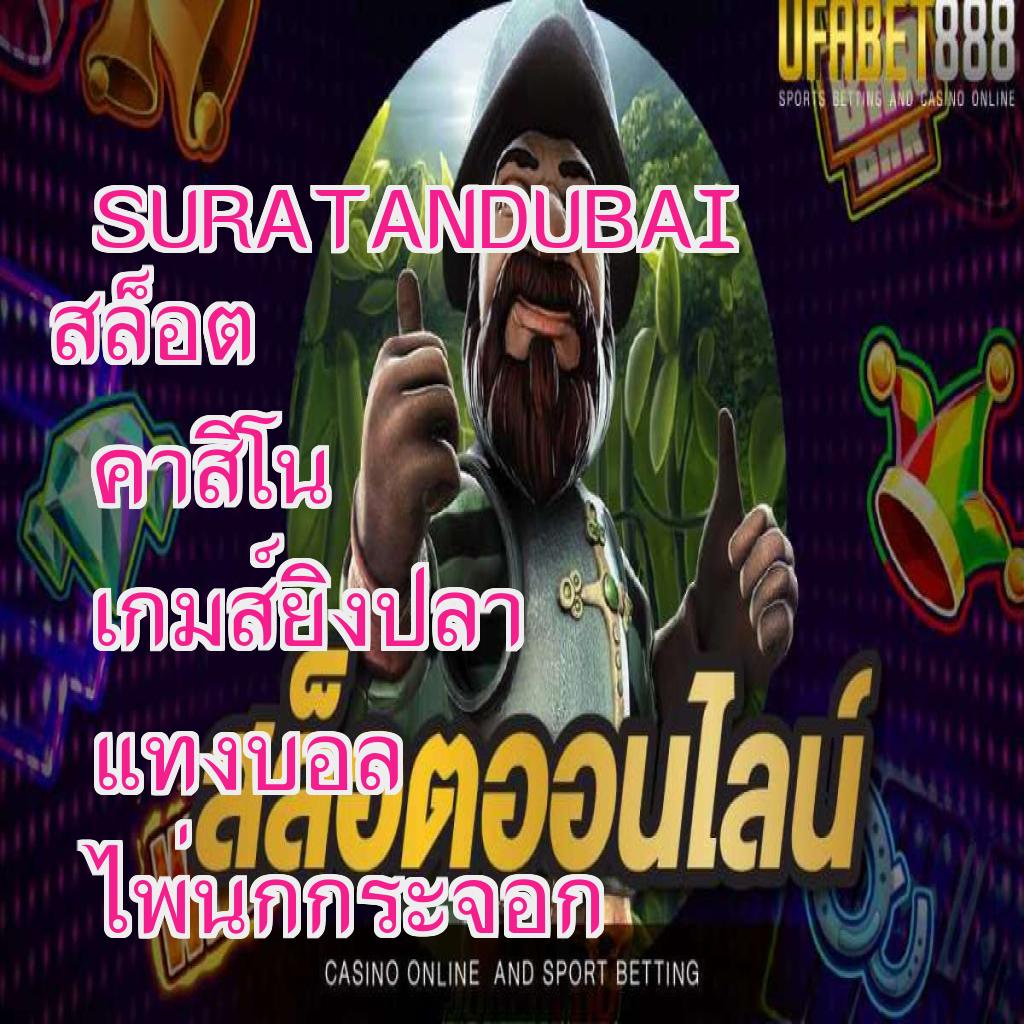 UFABET888
SPORTS BETTING AND CASINO ONLINE
BAR
SURATANDUBAI
สล็อต
คาสิโน
เกมส์ยิงปลา
แทงบอล
สล็อตออนไลน์
ไพ่นกกระจอก
CASINO ONLINE AND SPORT BETTING